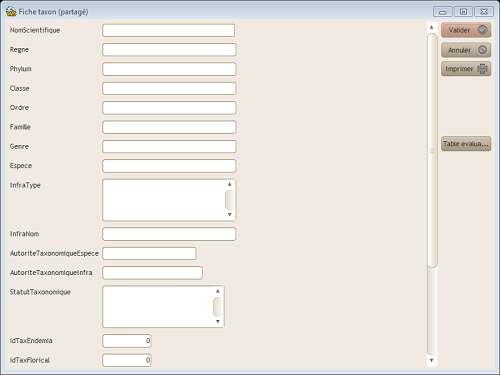 Fiche taxon (partagé)
NomScientifique
Valider
Regne
Annuler
Phylum
Imprimer
Classe
Ordre
Famille
Genre
Table evalua...
Espece
InfraType
InfraNom
AutoriteTaxonomiqueEspece
AutoriteTaxonomiqueInfra
StatutTaxonomique
idTaxEndemia 0
idTaxFlorical 0